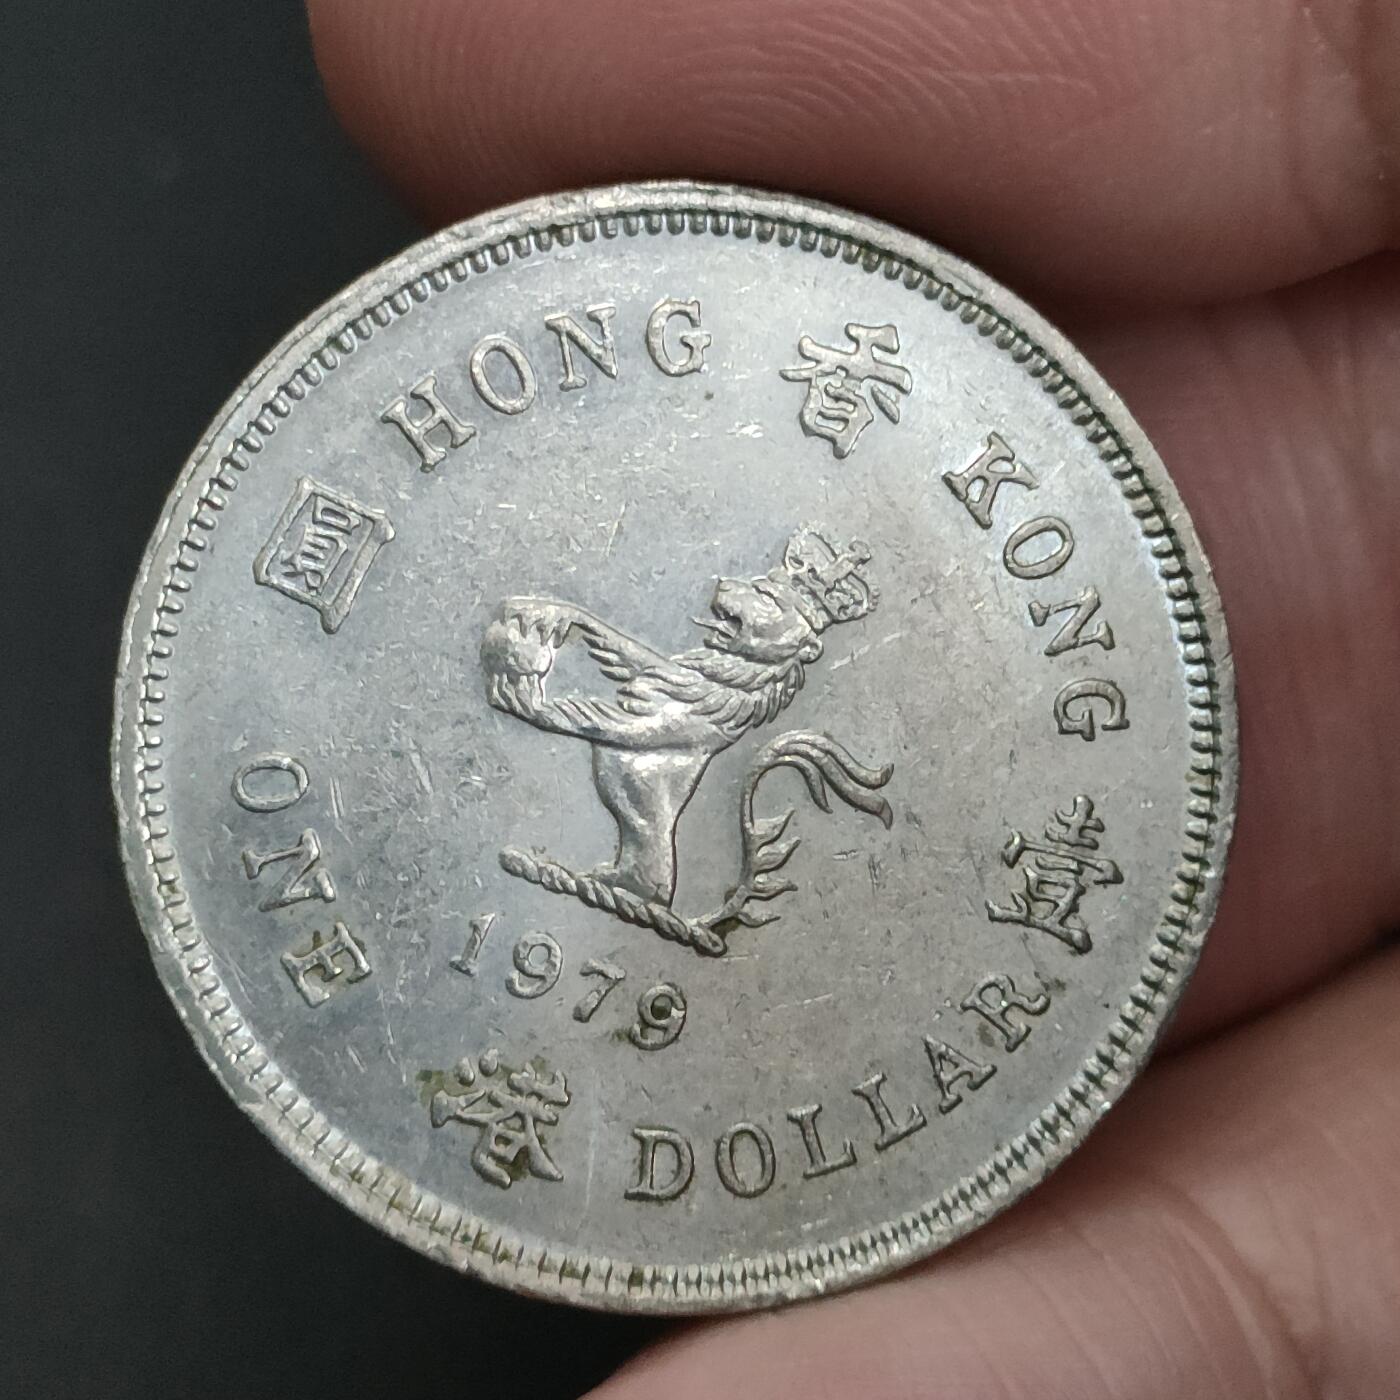 HONG KONG
ONE DOLLAR
香港壹圓
1979